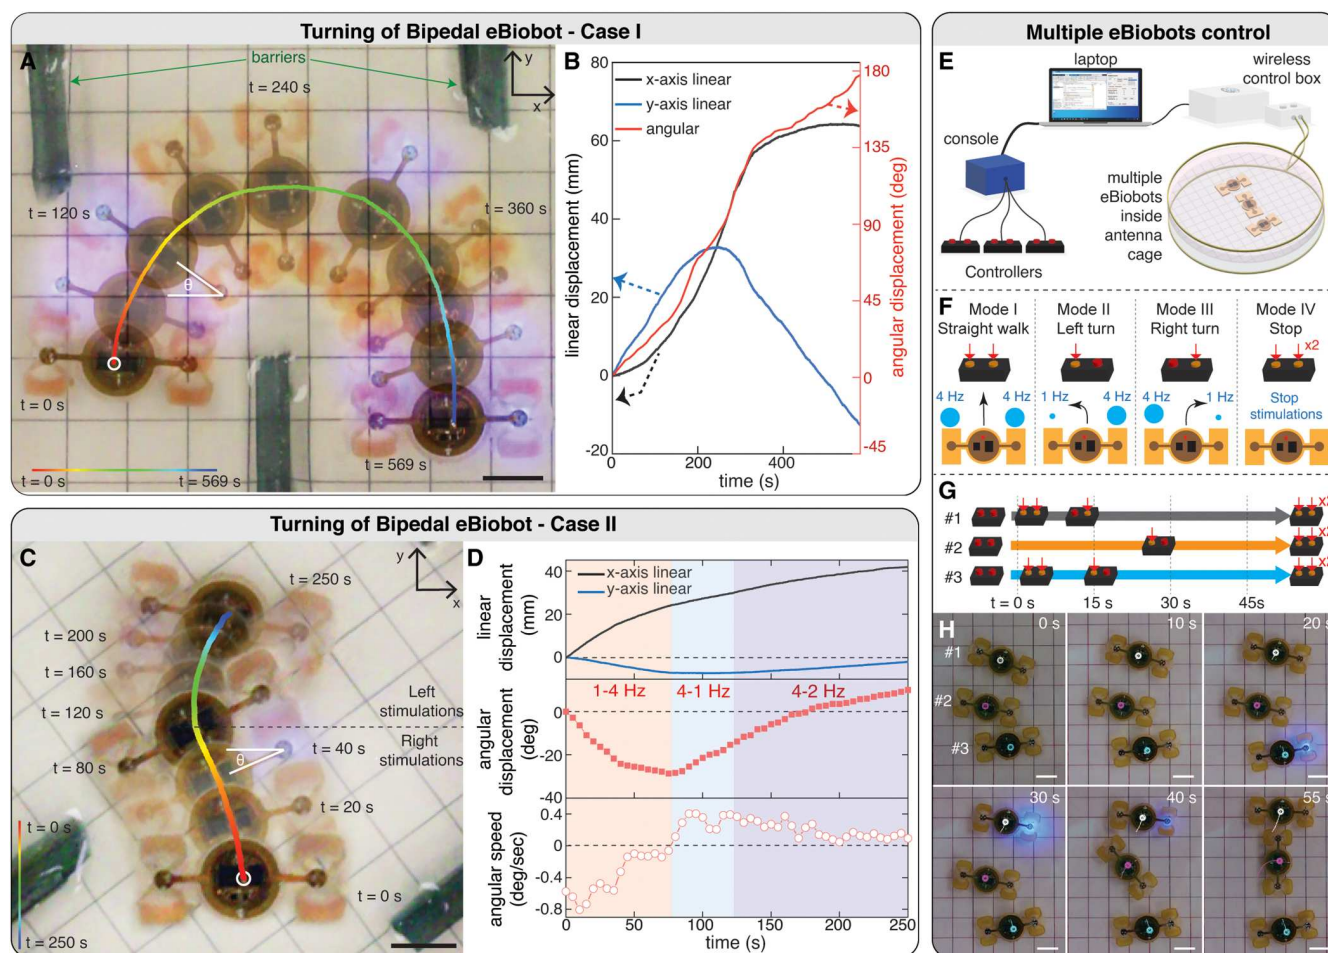 Turning of Bipedal eBiobot - Case I
A
barriers
y
x
t = 240 s
t = 120 s
t = 360 s
θ
t = 0 s
t = 569 s
t = 0 s
t = 569 s
B
x-axis linear
y-axis linear
angular
80
60
40
20
0
-20
linear displacement (mm)
180
135
90
45
0
-45
angular displacement (deg)
0
200
400
time (s)
Turning of Bipedal eBiobot - Case II
C
y
x
t = 250 s
t = 200 s
t = 160 s
t = 120 s
t = 80 s
Left
stimulations
Right
stimulations
θ
t = 40 s
t = 20 s
t = 0 s
t = 0 s
t = 250 s
D
x-axis linear
y-axis linear
40
20
0
linear
displacement
(mm)
1-4 Hz
4-1 Hz
4-2 Hz
0
-20
-40
angular
displacement
(deg)
0.4
0
-0.4
-0.8
angular speed
(deg/sec)
0
50
100
150
200
250
time (s)
Multiple eBiobots control
E
laptop
wireless
control box
console
multiple
eBiobots
inside
antenna
cage
Controllers
F
Mode I
Straight walk
Mode II
Left turn
Mode III
Right turn
Mode IV
Stop
x2
4 Hz
4 Hz
1 Hz
4 Hz
4 Hz
1 Hz
Stop
stimulations
G
#1
#2
#3
t = 0 s
15 s
30 s
45s
H
0 s
10 s
20 s
#1
#2
#3
30 s
40 s
55 s